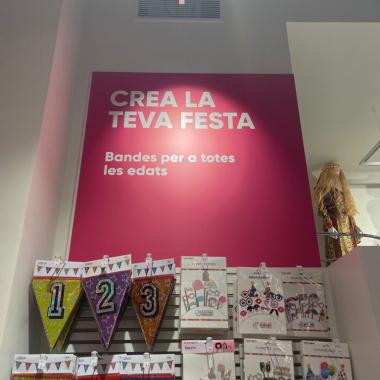 CREA LA
TEVA FESTA
Bandes per a totes
les edats
1 2 3